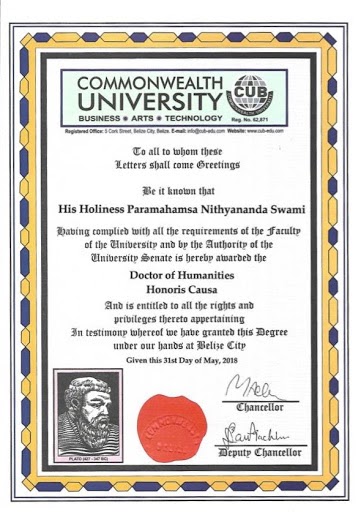 COMMONWEALTH
UNIVERSITY
CUB
BUSINESS ● ARTS ● TECHNOLOGY Reg. No. 62,871
Registered Office: 5 Cork Street, Belize City, Belize. E-mail: info@cub-edu.com Website: www.cub-edu.com
To all to whom these
Letters shall come Greetings
Be it known that
His Holiness Paramahamsa Nithyananda Swami
Having complied with all the requirements of the Faculty
of the University and by the Authority of the
University Senate is hereby awarded the
Doctor of Humanities
Honoris Causa
And is entitled to all the rights and
privileges thereto appertaining
In testimony whereof we have granted this Degree
under our hands at Belize City
Given this 31st Day of May, 2018
Chancellor
Deputy Chancellor
PLATO (427 - 347 BC)